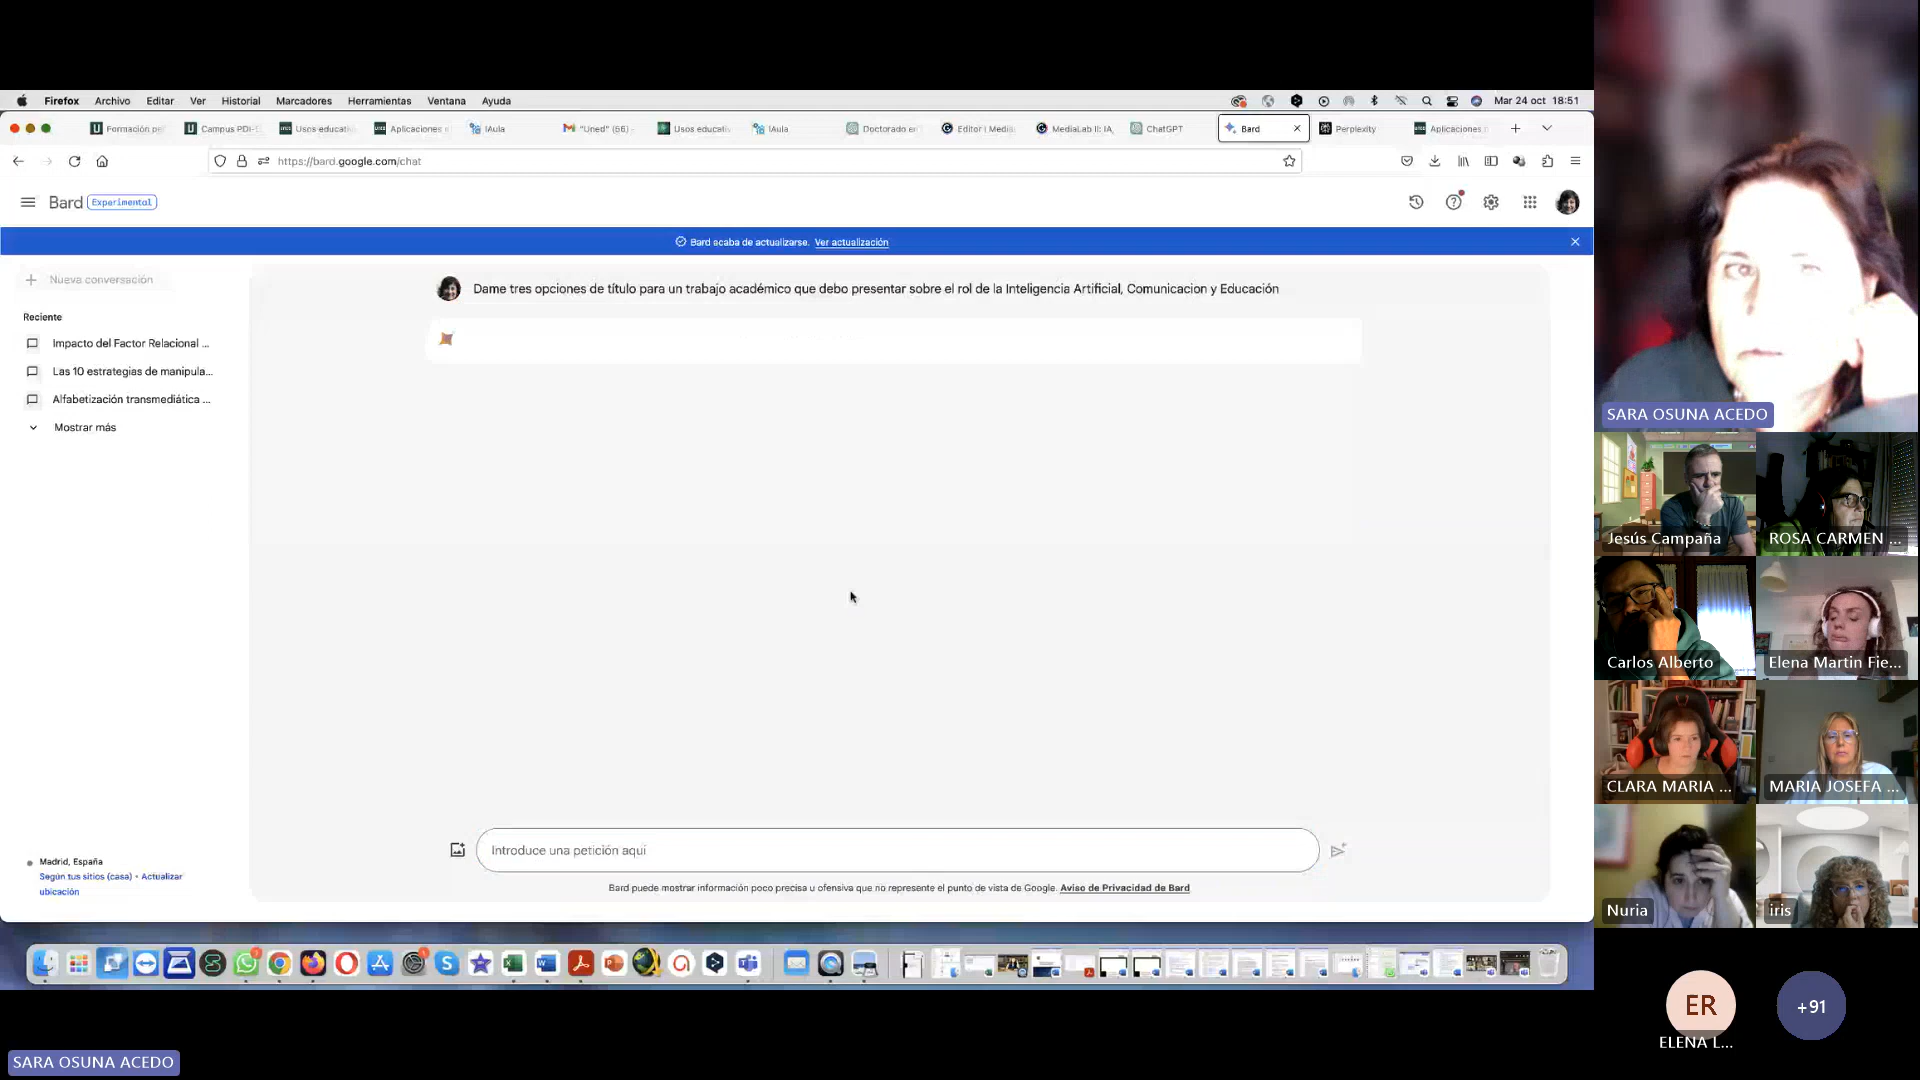 Firefox Archivo Editar Ver Historial Marcadores Herramientas Ventana Ayuda
Mar 24 oct 18:51
Formación pe
Campus PDI-E
Usos educati
Aplicaciones
IAula
"Uned" (56)
Usos educativ
IAula
Doctorado en
Editor | Media
MediaLab II: IA
ChatGPT
Bard
Perplexity
Aplicaciones
https://bard.google.com/chat
Bard Experimental
Bard acaba de actualizarse. Ver actualización
Nueva conversación
Dame tres opciones de título para un trabajo académico que debo presentar sobre el rol de la Inteligencia Artificial, Comunicacion y Educación
Reciente
Impacto del Factor Relacional ...
Las 10 estrategias de manipula...
Alfabetización transmediática ...
Mostrar más
Introduce una petición aquí
Madrid, España
Según tus sitios (casa) • Actualizar
ubicación
Bard puede mostrar información poco precisa u ofensiva que no represente el punto de vista de Google. Aviso de Privacidad de Bard
SARA OSUNA ACEDO
Jesús Campaña
ROSA CARMEN ...
Carlos Alberto
Elena Martin Fie...
CLARA MARIA ...
MARIA JOSEFA ...
Nuria
iris
ER
+91
ELENA L...
SARA OSUNA ACEDO